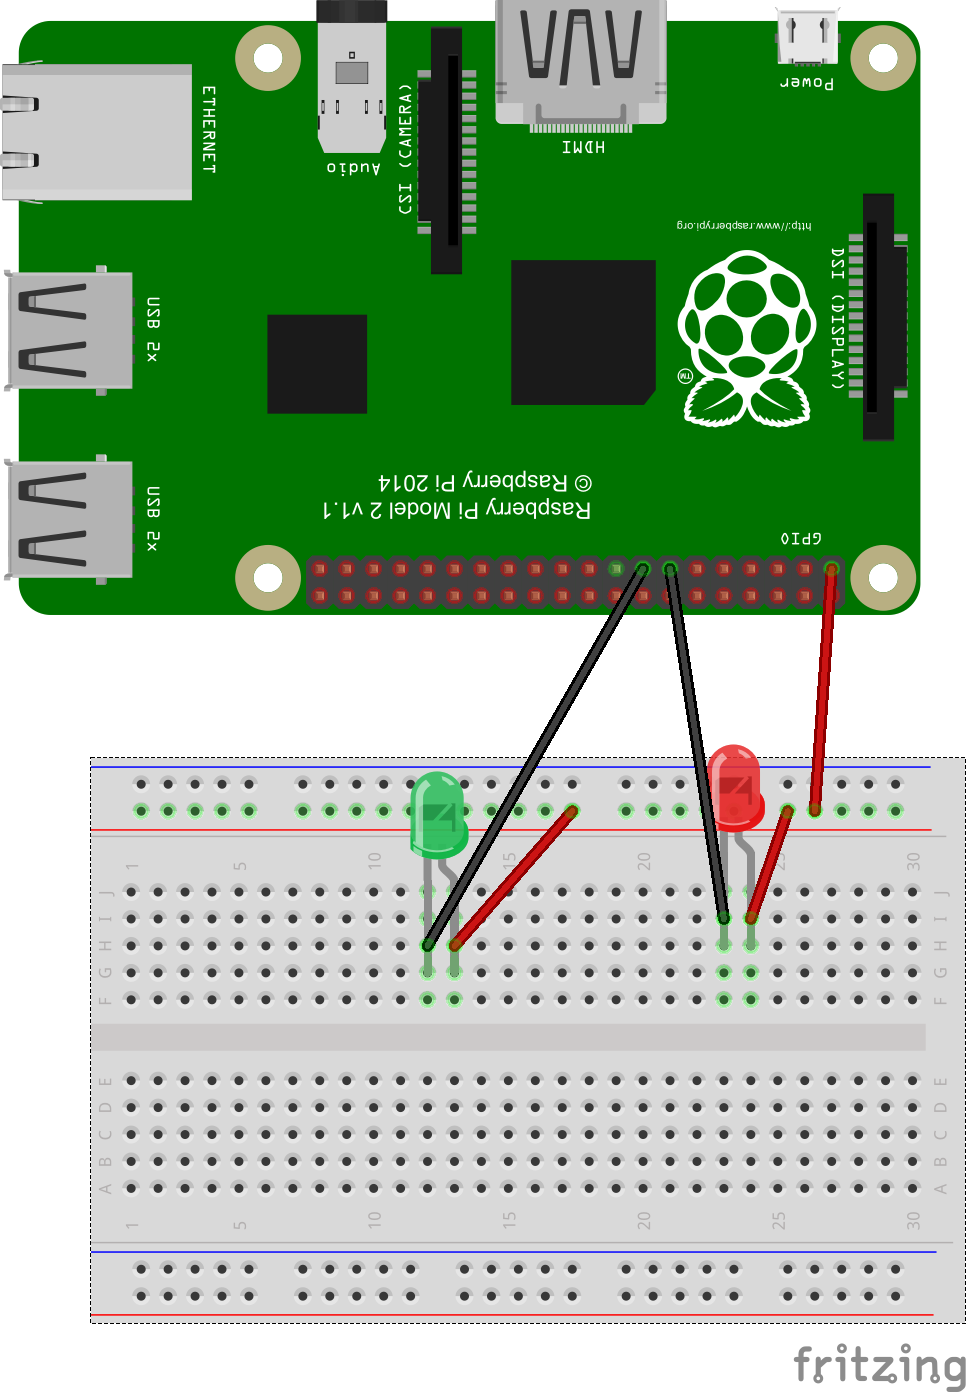 ETHERNET
Audio
CSI (CAMERA)
HDMI
Power
http://www.raspberrypi.org
DSI (DISPLAY)
TM
USB 2x
USB 2x
© Raspberry Pi 2014
Raspberry Pi Model 2 v1.1
GPIO
1 5 10 15 20 25 30
J J
I I
H H
G G
F F
E E
D D
C C
B B
A A
1 5 10 15 20 25 30
fritzing